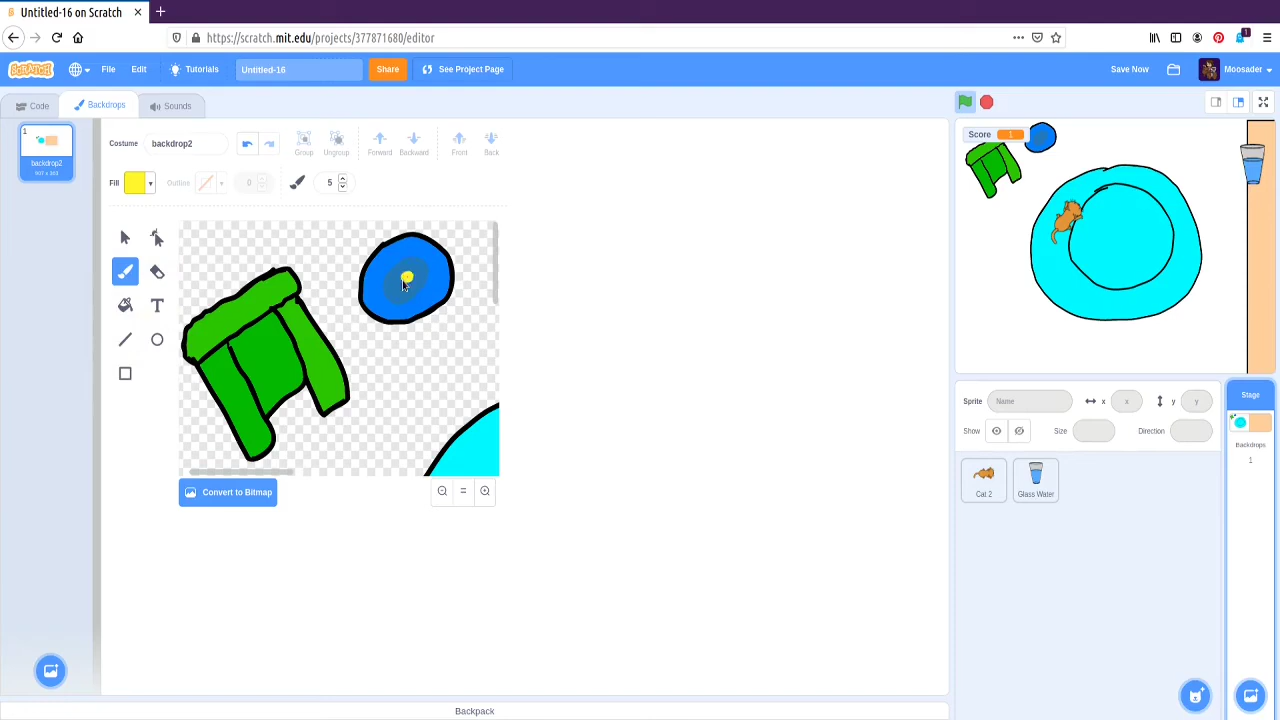 Untitled-16 on Scratch
https://scratch.mit.edu/projects/377871680/editor
1
SCRATCH
File
Edit
Tutorials
Untitled-16
Share
See Project Page
Save Now
Moosader
Code
Backdrops
Sounds
1
backdrop2
Costume
backdrop2
Group
Ungroup
Forward
Backward
Front
Back
Fill
Outline
0
5
T
Convert to Bitmap
Score 1
Sprite
Name
x
x
y
y
Show
Size
Direction
Cat 2
Glass Water
Stage
Backdrops
1
Backpack